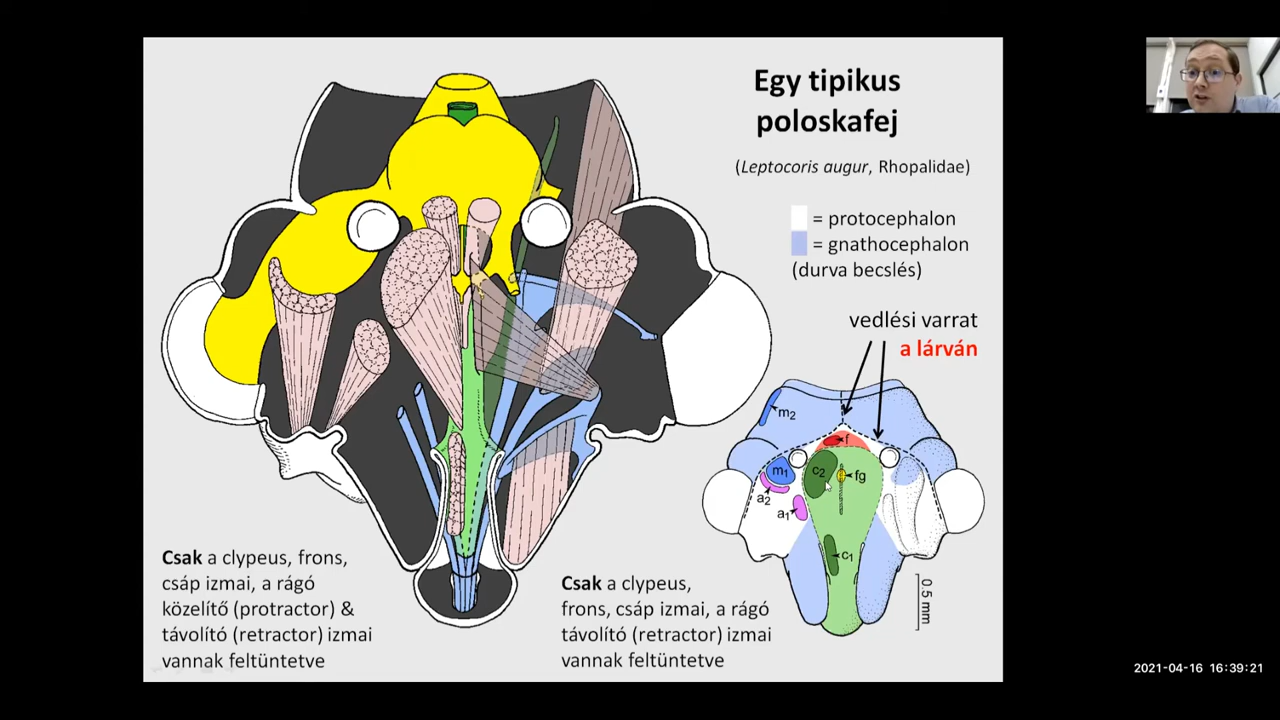 Egy tipikus
poloskafej
(Leptocoris augur, Rhopalidae)
= protocephalon
= gnathocephalon
(durva becslés)
vedlési varrat
a lárván
m2
f
m1
c2
fg
a2
a1
c1
0.5 mm
Csak a clypeus, frons,
csáp izmai, a rágó
közelítő (protractor) &
távolító (retractor) izmai
vannak feltüntetve
Csak a clypeus,
frons, csáp izmai, a rágó
távolító (retractor) izmai
vannak feltüntetve
2021-04-16 16:39:21